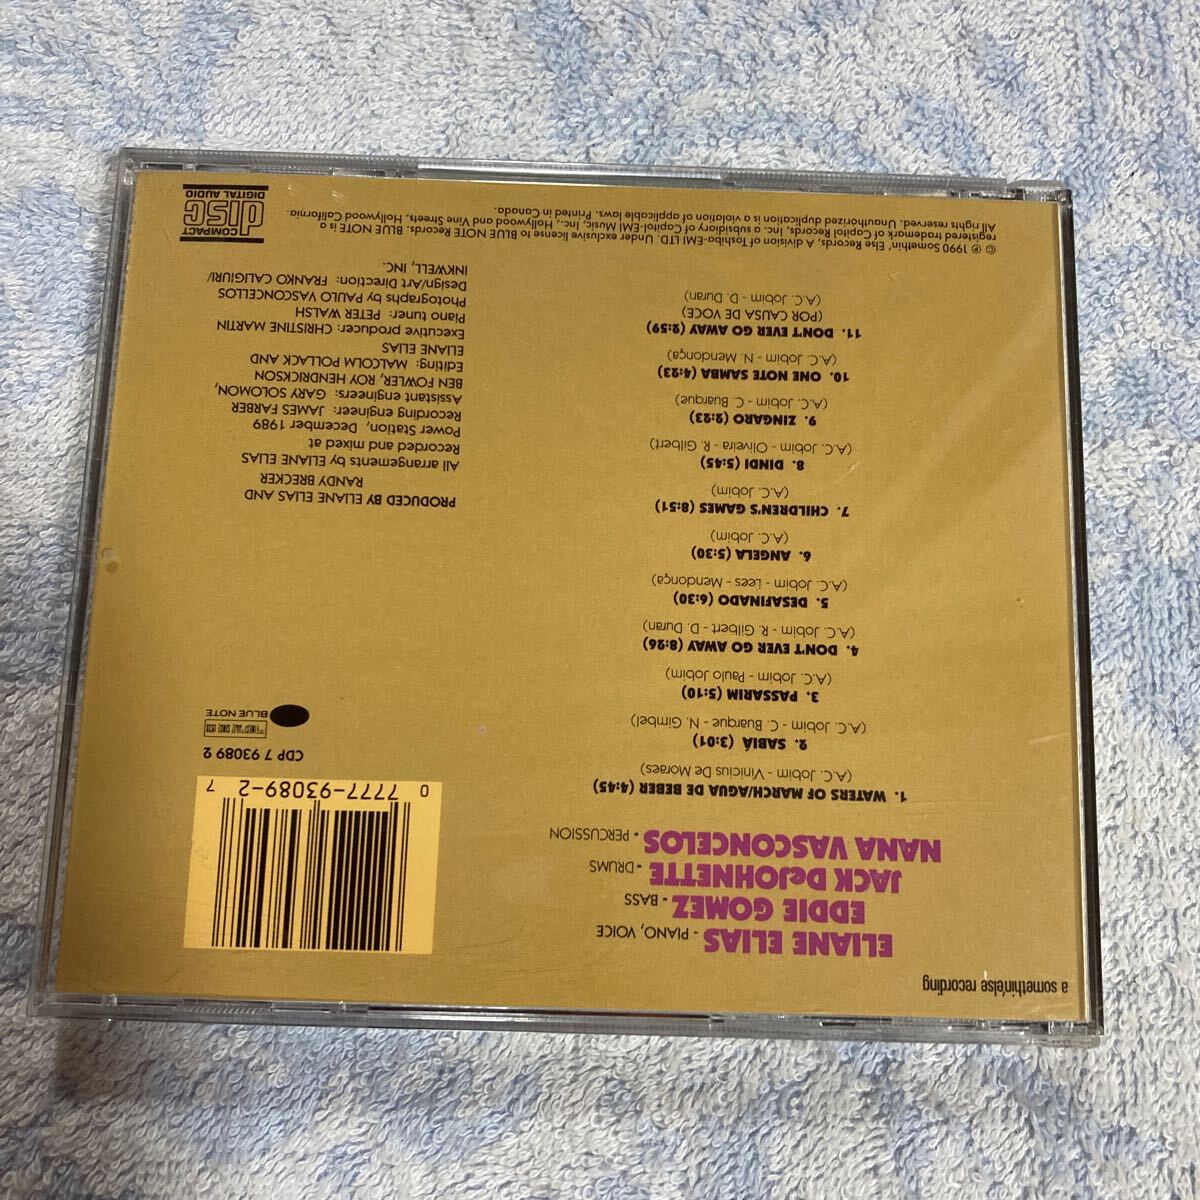 a somethin'else recording
ELIANE ELIAS - PIANO, VOICE
EDDIE GOMEZ - BASS
JACK DeJOHNETTE - DRUMS
NANA VASCONCELOS - PERCUSSION
1. WATERS OF MARCH/AGUA DE BEBER (4:45)
(A.C. Jobim - Vinicius De Moraes)
2. SABIÁ (3:01)
(A.C. Jobim - C. Buarque - N. Gimbel)
3. PASSARIM (5:10)
(A.C. Jobim - Paulo Jobim)
4. DON'T EVER GO AWAY (8:26)
(A.C. Jobim - R. Gilbert - D. Duran)
5. DESAFINADO (6:30)
(A.C. Jobim - Lees - Mendonça)
6. ANGELA (5:30)
(A.C. Jobim)
7. CHILDREN'S GAMES (8:51)
(A.C. Jobim)
8. DINDI (5:45)
(A.C. Jobim - Oliveira - R. Gilbert)
9. ZINGARO (2:23)
(A.C. Jobim - C. Buarque)
10. ONE NOTE SAMBA (4:23)
(A.C. Jobim - N. Mendonça)
11. DON'T EVER GO AWAY (2:59)
(POR CAUSA DE VOCE)
(A.C. Jobim - D. Duran)
0 7777-93089-2 7
CDP 7 93089 2
BLUE NOTE
PRODUCED BY ELIANE ELIAS AND
RANDY BRECKER
All arrangements by ELIANE ELIAS
Recorded and mixed at
Power Station, December 1989
Recording engineer: JAMES FARBER
Assistant engineers: GARY SOLOMON,
BEN FOWLER, ROY HENDRICKSON
Editing: MALCOLM POLLACK AND
ELIANE ELIAS
Executive producer: CHRISTINE MARTIN
Piano tuner: PETER WALSH
Photographs by PAULO VASCONCELLOS
Design/Art Direction: FRANKO CALIGIURI/
INKWELL, INC.
© ℗ 1990 Somethin' Else Records, A division of Toshiba-EMI LTD. Under exclusive license to BLUE NOTE Records. BLUE NOTE is a
registered trademark of Capitol Records, Inc. a subsidiary of Capitol-EMI Music, Inc., Hollywood and Vine Streets, Hollywood California.
All rights reserved. Unauthorized duplication is a violation of applicable laws. Printed in Canada.
COMPACT
disc
DIGITAL AUDIO